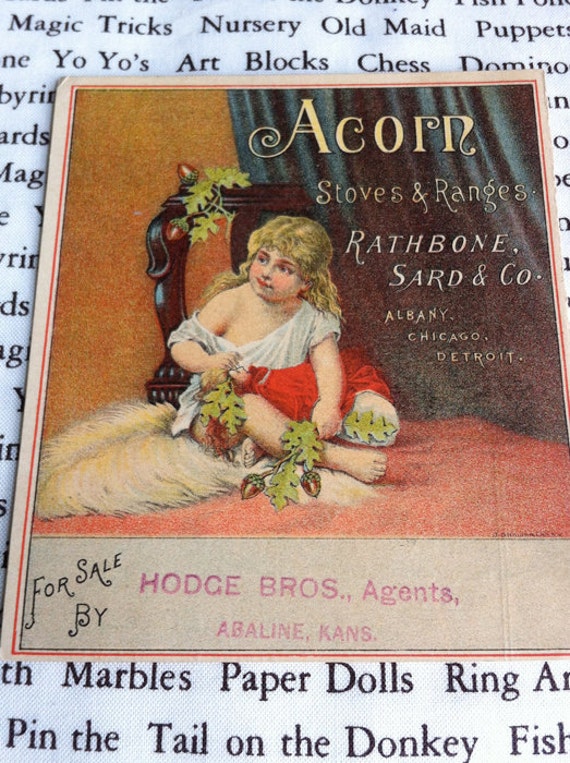 Magic Tricks Nursery Old Maid Puppets
Yo Yo's Art Blocks Chess
Acorn
Stoves & Ranges.
RATHBONE,
SARD & CO.
ALBANY.
CHICAGO.
DETROIT.
FOR SALE
BY
HODGE BROS., Agents,
ABALINE, KANS.
Marbles Paper Dolls Ring
Pin the Tail on the Donkey Fish